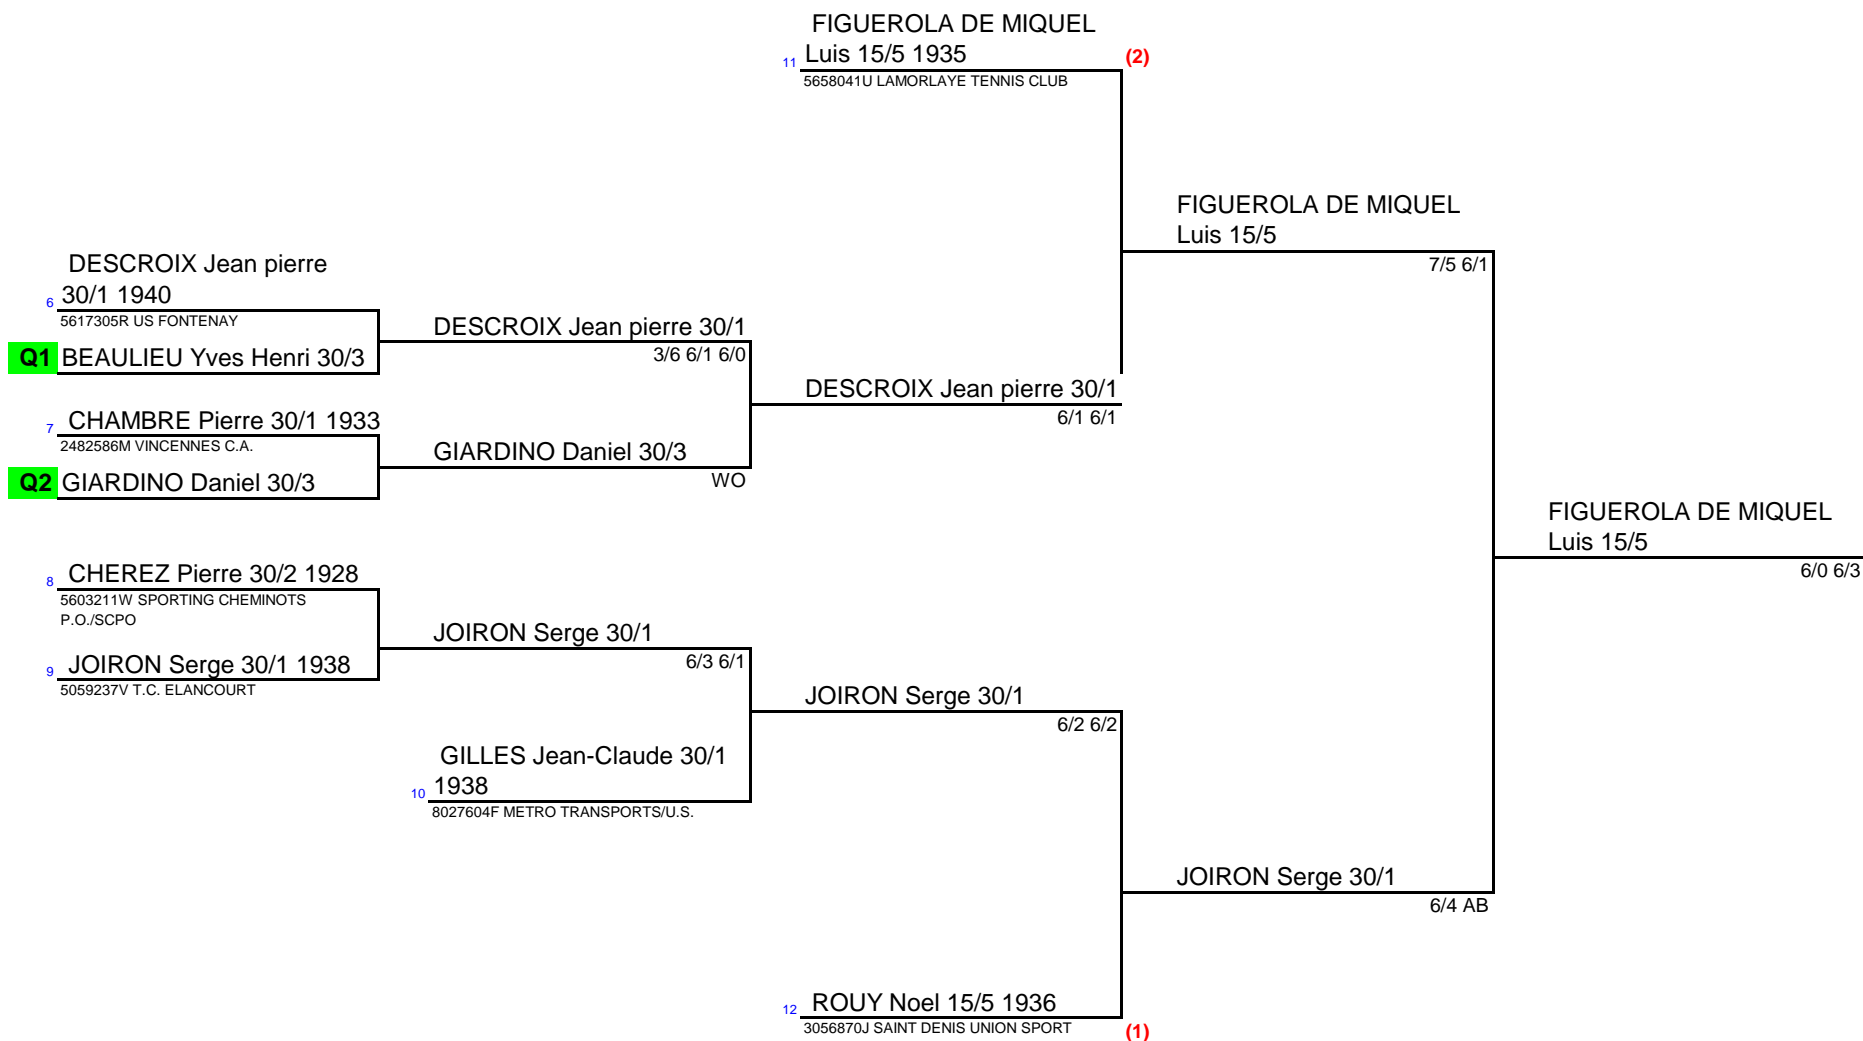 FIGUEROLA DE MIQUEL
11 Luis 15/5 1935 (2)
5658041U LAMORLAYE TENNIS CLUB
FIGUEROLA DE MIQUEL
Luis 15/5
7/5 6/1
DESCROIX Jean pierre
6 30/1 1940
5617305R US FONTENAY
Q1 BEAULIEU Yves Henri 30/3
DESCROIX Jean pierre 30/1
3/6 6/1 6/0
DESCROIX Jean pierre 30/1
6/1 6/1
7 CHAMBRE Pierre 30/1 1933
2482586M VINCENNES C.A.
Q2 GIARDINO Daniel 30/3
GIARDINO Daniel 30/3
WO
FIGUEROLA DE MIQUEL
Luis 15/5
6/0 6/3
8 CHEREZ Pierre 30/2 1928
5603211W SPORTING CHEMINOTS
P.O./SCPO
9 JOIRON Serge 30/1 1938
5059237V T.C. ELANCOURT
JOIRON Serge 30/1
6/3 6/1
JOIRON Serge 30/1
6/2 6/2
GILLES Jean-Claude 30/1
10 1938
8027604F METRO TRANSPORTS/U.S.
JOIRON Serge 30/1
6/4 AB
12 ROUY Noel 15/5 1936
3056870J SAINT DENIS UNION SPORT (1)